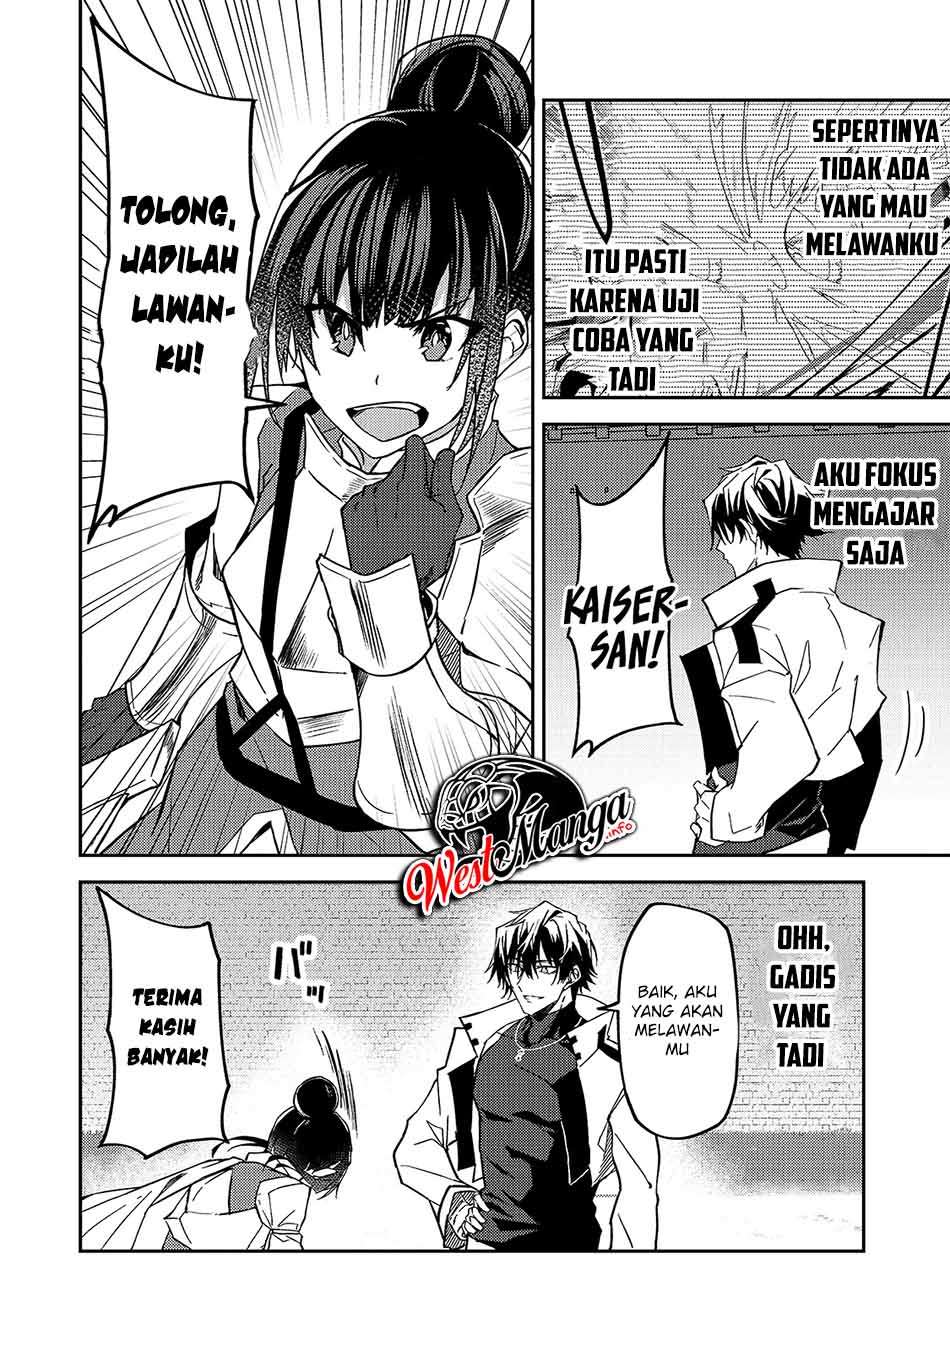 SEPERTINYA
TIDAK ADA
YANG MAU
MELAWANKU
ITU PASTI
KARENA UJI
COBA YANG
TADI
AKU FOKUS
MENGAJAR
SAJA
KAISER-
SAN!
TOLONG,
JADILAH
LAWAN-
KU!
WEST MANGA
.info
OHH,
GADIS
YANG
TADI
BAIK, AKU
YANG AKAN
MELAWAN-
MU
バッ
TERIMA
KASIH
BANYAK!